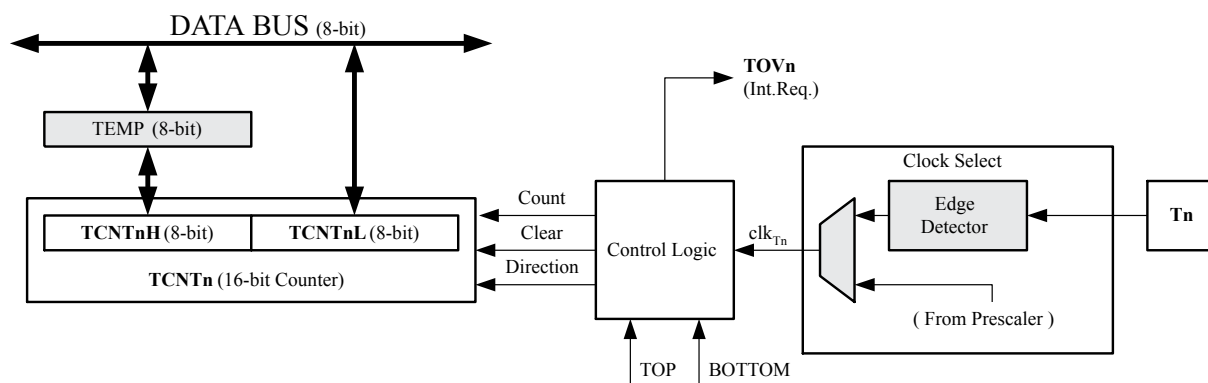 DATA BUS (8-bit)
TOVn
(Int.Req.)
TEMP (8-bit)
Clock Select
Count
Edge
Detector
Tn
TCNTnH (8-bit)
TCNTnL (8-bit)
Clear
Control Logic
clkTn
TCNTn (16-bit Counter)
Direction
( From Prescaler )
TOP
BOTTOM